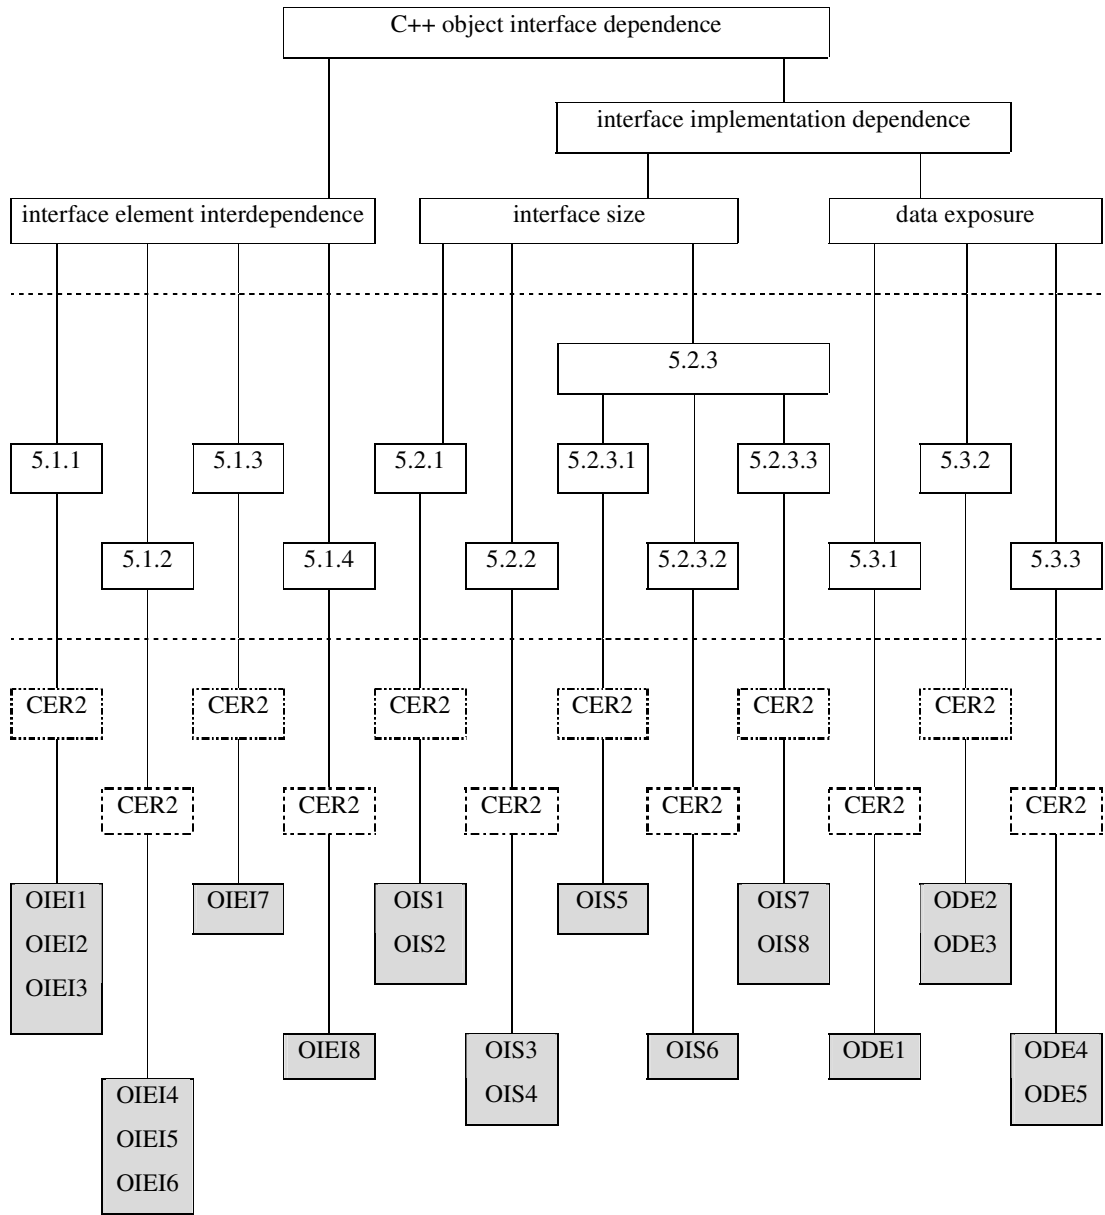 C++ object interface dependence
interface implementation dependence
interface element interdependence
interface size
data exposure
5.2.3
5.1.1
5.1.3
5.2.1
5.2.3.1
5.2.3.3
5.3.2
5.1.2
5.1.4
5.2.2
5.2.3.2
5.3.1
5.3.3
CER2
CER2
CER2
CER2
CER2
CER2
CER2
CER2
CER2
CER2
CER2
CER2
OIEI1
OIEI2
OIEI3
OIEI7
OIS1
OIS2
OIS5
OIS7
OIS8
ODE2
ODE3
OIEI8
OIS3
OIS4
OIS6
ODE1
ODE4
ODE5
OIEI4
OIEI5
OIEI6